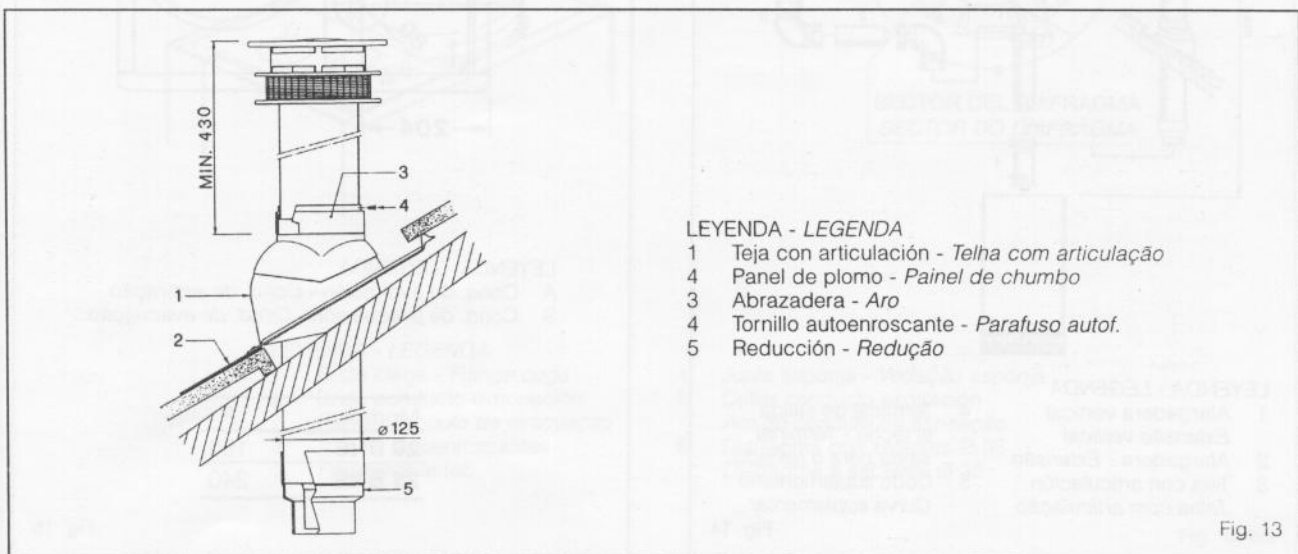 MIN. 430
3
4
1
2
ø 125
5
LEYENDA - LEGENDA
1 Teja con articulación - Telha com articulação
4 Panel de plomo - Painel de chumbo
3 Abrazadera - Aro
4 Tornillo autoenroscante - Parafuso autof.
5 Reducción - Redução
Fig. 13